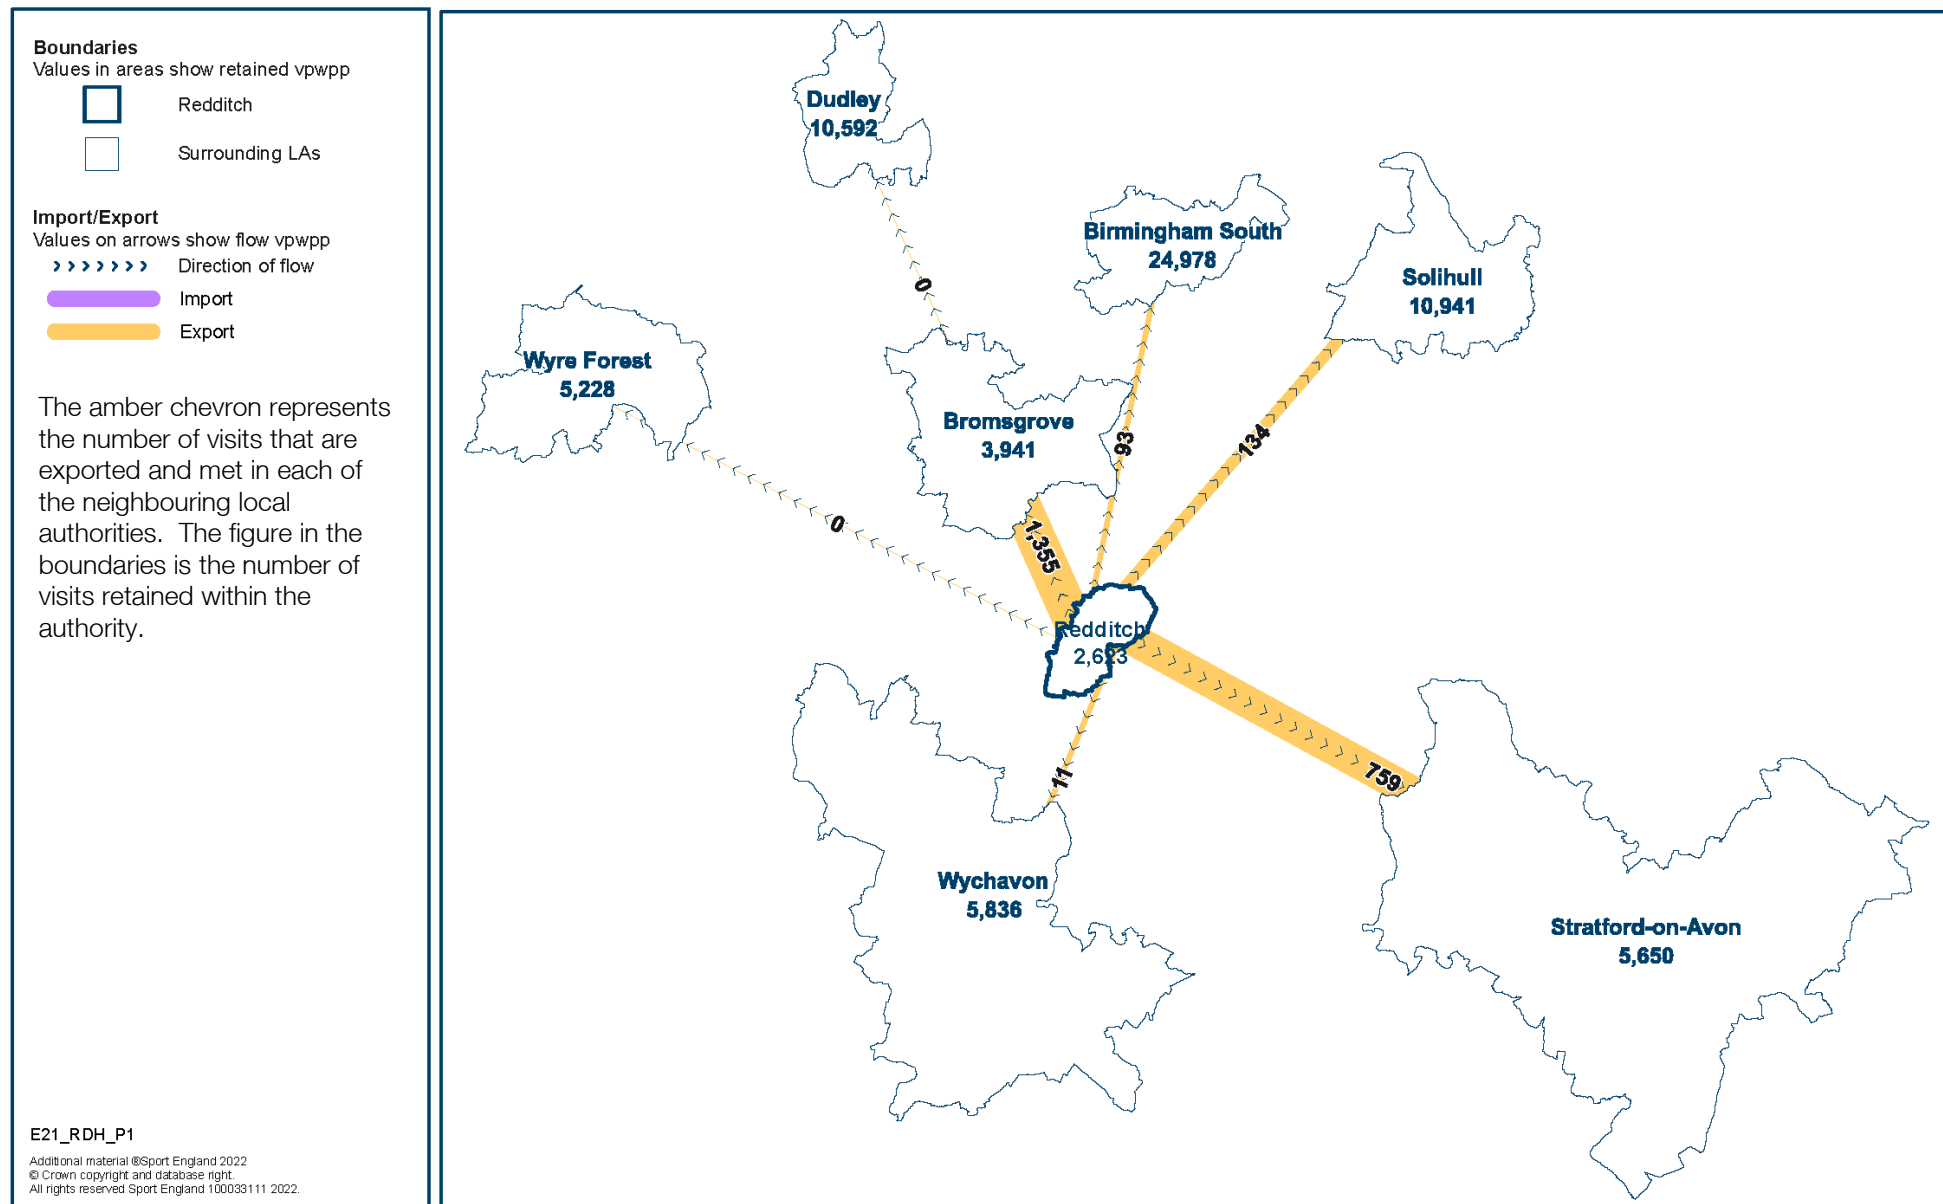 Boundaries
Values in areas show retained vpwpp
Redditch
Surrounding LAs
Import/Export
Values on arrows show flow vpwpp
Direction of flow
Import
Export
The amber chevron represents
the number of visits that are
exported and met in each of
the neighbouring local
authorities.  The figure in the
boundaries is the number of
visits retained within the
authority.
E21_RDH_P1
Additional material ©Sport England 2022
© Crown copyright and database right.
All rights reserved Sport England 100033111 2022.
Dudley
10,592
Birmingham South
24,978
Solihull
10,941
0
Wyre Forest
5,228
Bromsgrove
3,941
93
134
0
1,355
Redditch
2,623
11
759
Wychavon
5,836
Stratford-on-Avon
5,650